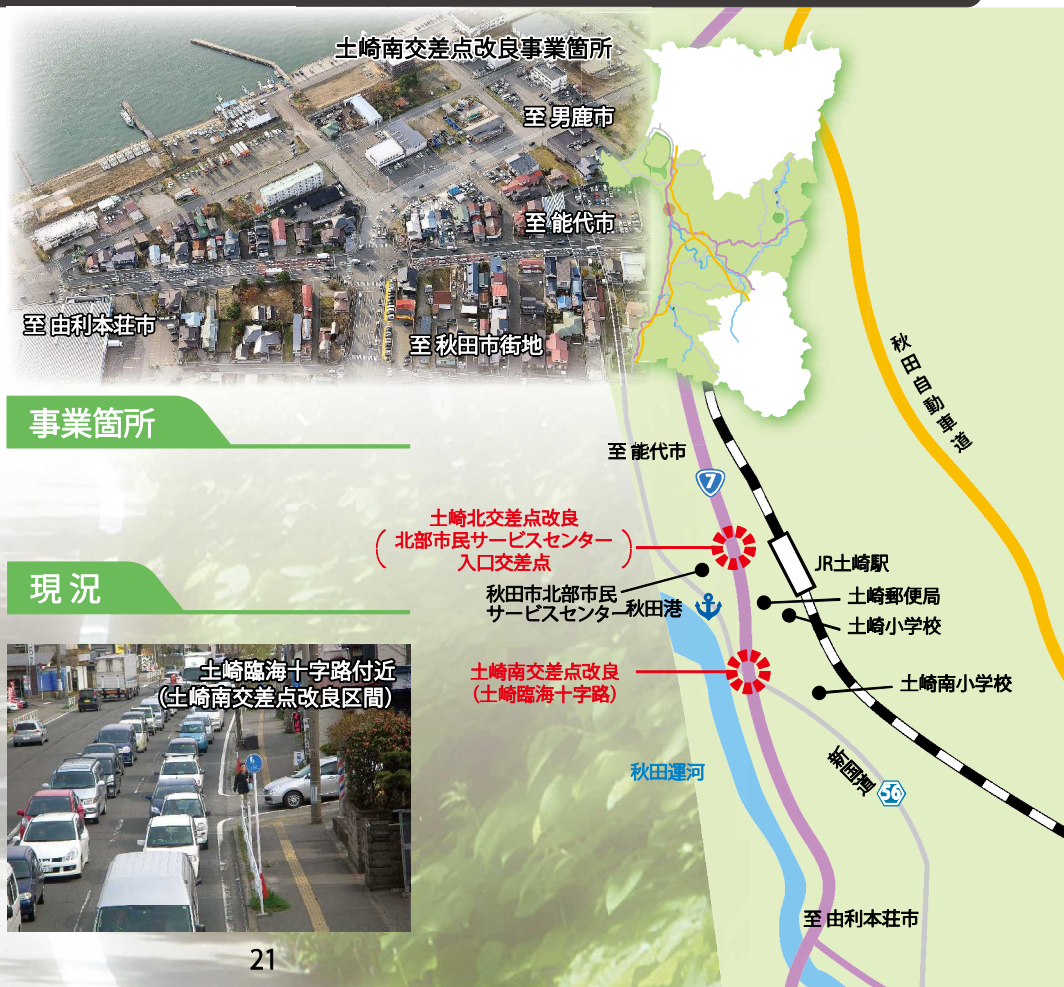 土崎南交差点改良事業箇所
至 男鹿市
至 能代市
至 由利本荘市
至 秋田市街地
事業箇所
現 況
土崎臨海十字路付近
（土崎南交差点改良区間）
21
秋田自動車道
至 能代市
7
土崎北交差点改良
（北部市民サービスセンター
入口交差点）
JR土崎駅
秋田市北部市民
サービスセンター
秋田港
土崎郵便局
土崎小学校
土崎南交差点改良
（土崎臨海十字路）
土崎南小学校
秋田運河
新国道
56
至 由利本荘市